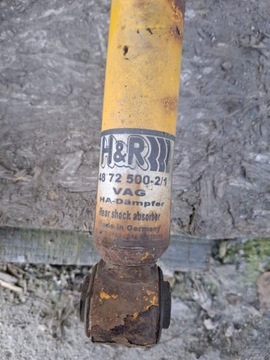 H&R
48 72 500-2/1
VAG
HA-Dämpfer
Rear shock absorber
Made in Germany